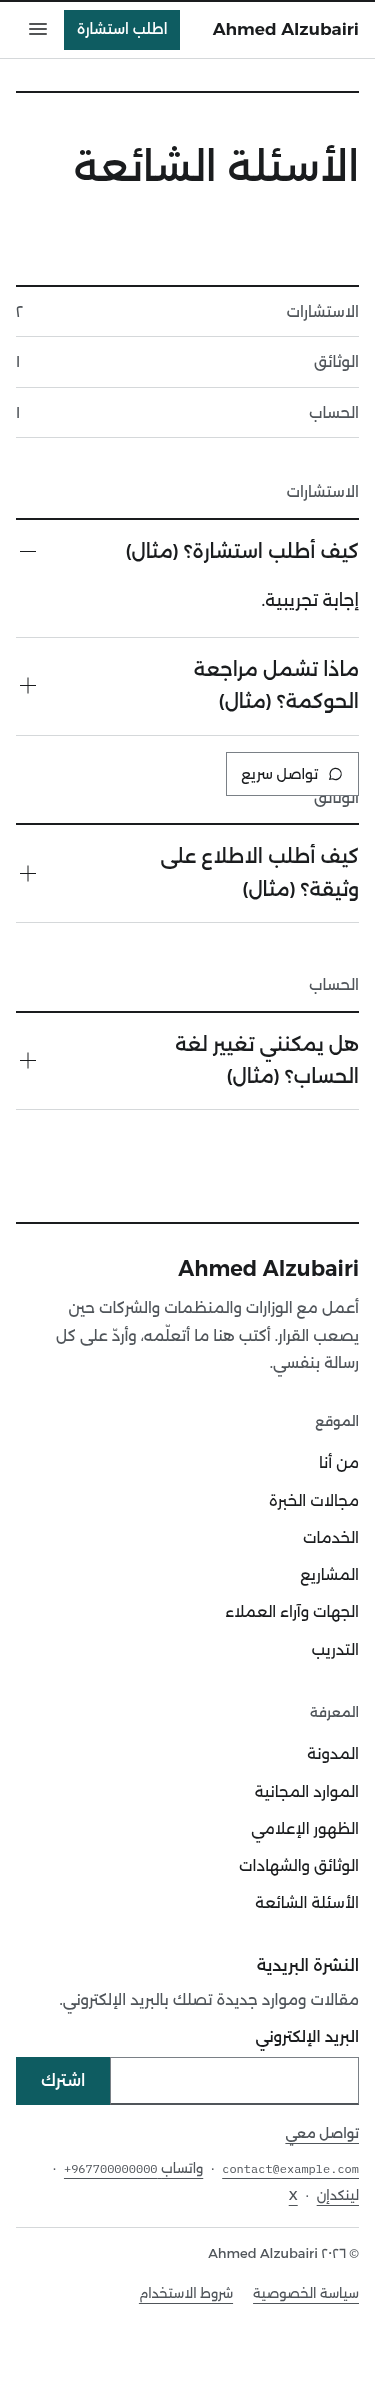 Ahmed Alzubairi
اطلب استشارة
الأسئلة الشائعة
الاستشارات ٢
الوثائق ١
الحساب ١
الاستشارات
كيف أطلب استشارة؟ (مثال)
إجابة تجريبية.
ماذا تشمل مراجعة
الحوكمة؟ (مثال)
تواصل سريع
الوثائق
كيف أطلب الاطلاع على
وثيقة؟ (مثال)
الحساب
هل يمكنني تغيير لغة
الحساب؟ (مثال)
Ahmed Alzubairi
أعمل مع الوزارات والمنظمات والشركات حين
يصعب القرار. أكتب هنا ما أتعلّمه، وأردّ على كل
رسالة بنفسي.
الموقع
من أنا
مجالات الخبرة
الخدمات
المشاريع
الجهات وآراء العملاء
التدريب
المعرفة
المدونة
الموارد المجانية
الظهور الإعلامي
الوثائق والشهادات
الأسئلة الشائعة
النشرة البريدية
مقالات وموارد جديدة تصلك بالبريد الإلكتروني.
البريد الإلكتروني
اشترك
تواصل معي
contact@example.com · واتساب +967700000000 ·
لينكدإن · X
© ٢٠٢٦ Ahmed Alzubairi
سياسة الخصوصية شروط الاستخدام